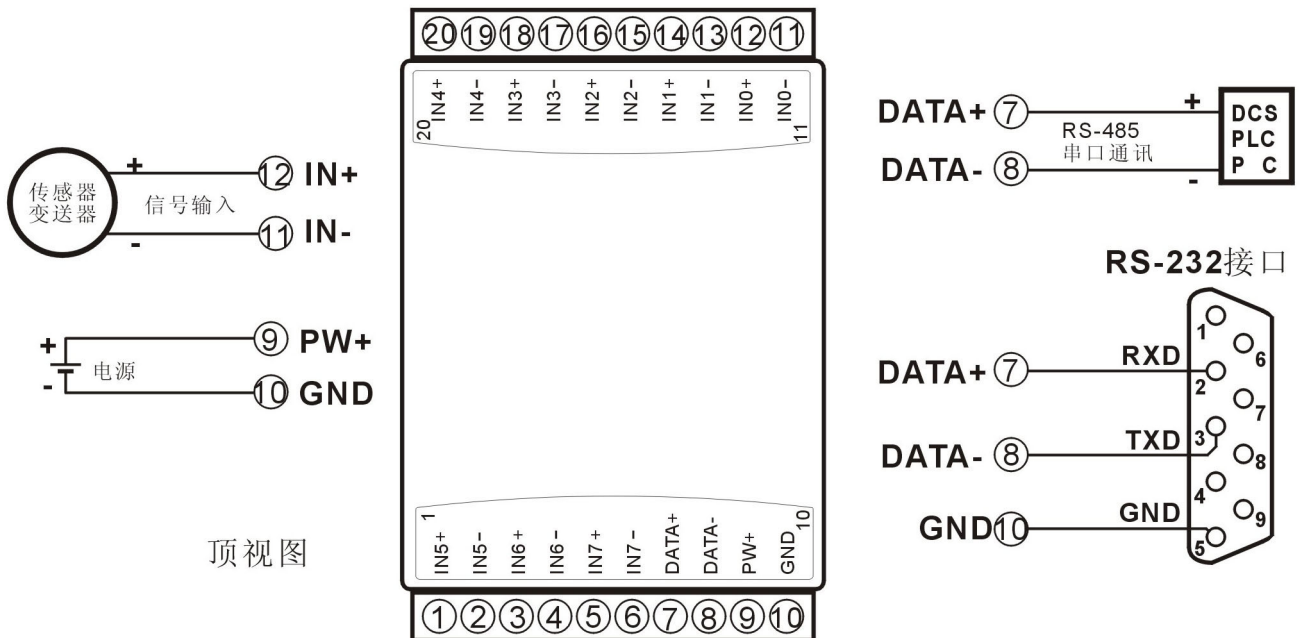 ⑳⑲⑱⑰⑯⑮⑭⑬⑫⑪
IN4+ IN4- IN3+ IN3- IN2+ IN2- IN1+ IN1- IN0+ IN0-
20 11
传感器
变送器
+
信号输入
-
⑫ IN+
⑪ IN-
+
电源
-
⑨ PW+
⑩ GND
顶视图
1 10
IN5+ IN5- IN6+ IN6- IN7+ IN7- DATA+ DATA- PW+ GND
①②③④⑤⑥⑦⑧⑨⑩
DATA+ ⑦
RS-485
串口通讯
DATA- ⑧
+
-
DCS
PLC
P C
RS-232接口
DATA+ ⑦ RXD
DATA- ⑧ TXD
GND⑩ GND
1
6
2
7
3
8
4
9
5